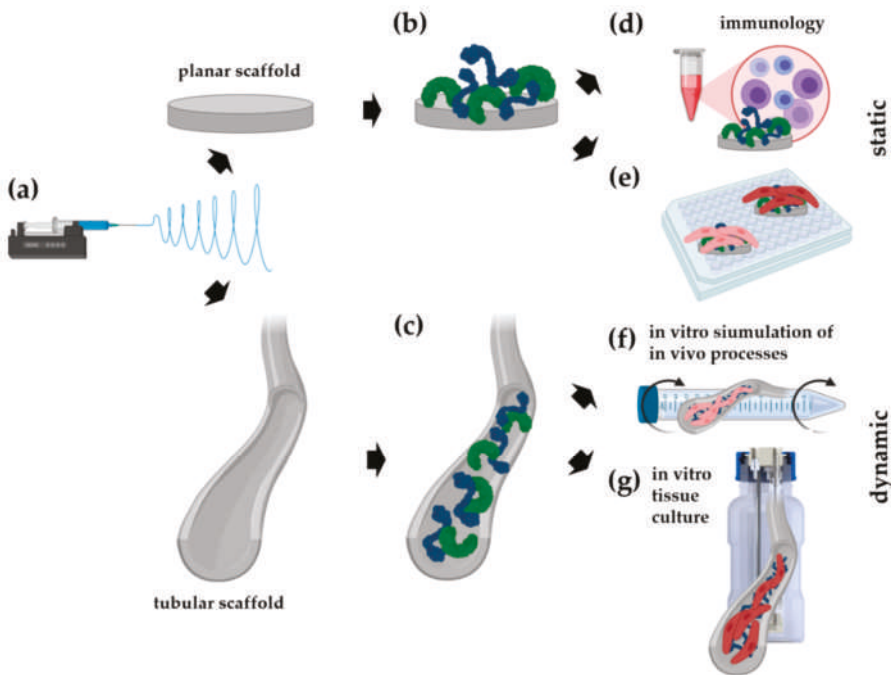 (b)
(d)
immunology
planar scaffold
static
(a)
(e)
(c)
(f)
in vitro siumulation of
in vivo processes
dynamic
(g)
in vitro
tissue
culture
tubular scaffold